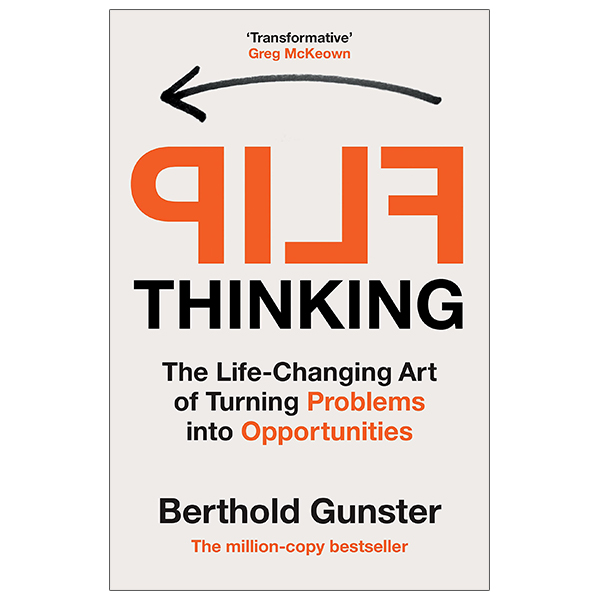 'Transformative'
Greg McKeown
FLIP
THINKING
The Life-Changing Art
of Turning Problems
into Opportunities
Berthold Gunster
The million-copy bestseller